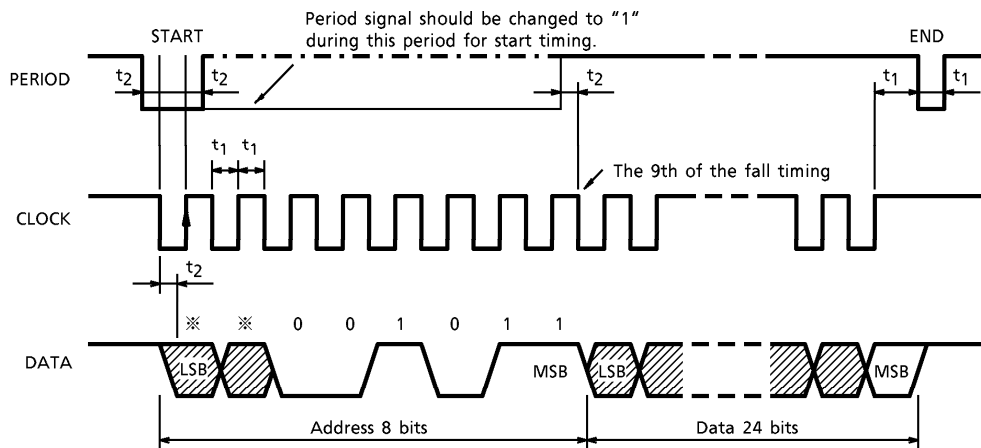 Period signal should be changed to "1"
during this period for start timing.
START
END
PERIOD
t2
t2
t2
t1
t1
t1
t1
The 9th of the fall timing
CLOCK
t2
※ ※ 0 0 1 0 1 1
DATA
LSB
MSB
LSB
MSB
Address 8 bits
Data 24 bits